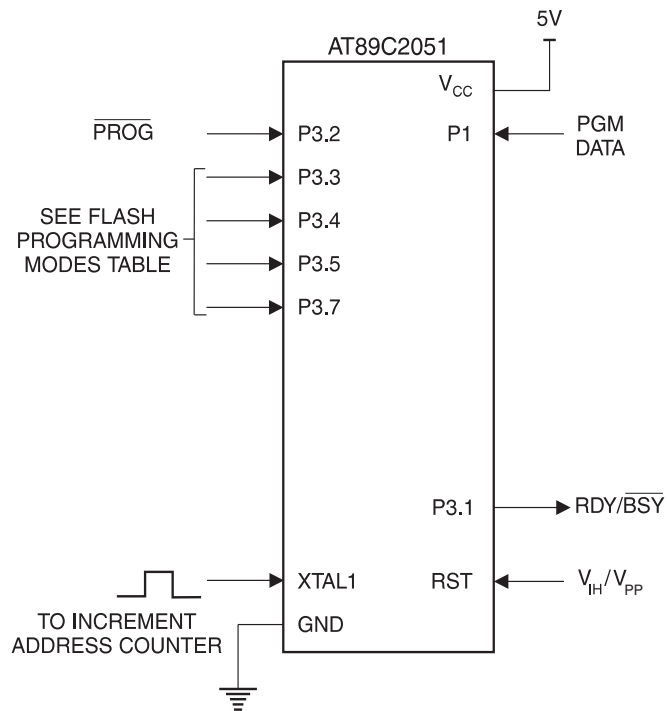 5V
AT89C2051
VCC
PROG
P3.2
P1
PGM
DATA
P3.3
SEE FLASH
PROGRAMMING
MODES TABLE
P3.4
P3.5
P3.7
P3.1
RDY/BSY
XTAL1
RST
VIH/VPP
TO INCREMENT
ADDRESS COUNTER
GND